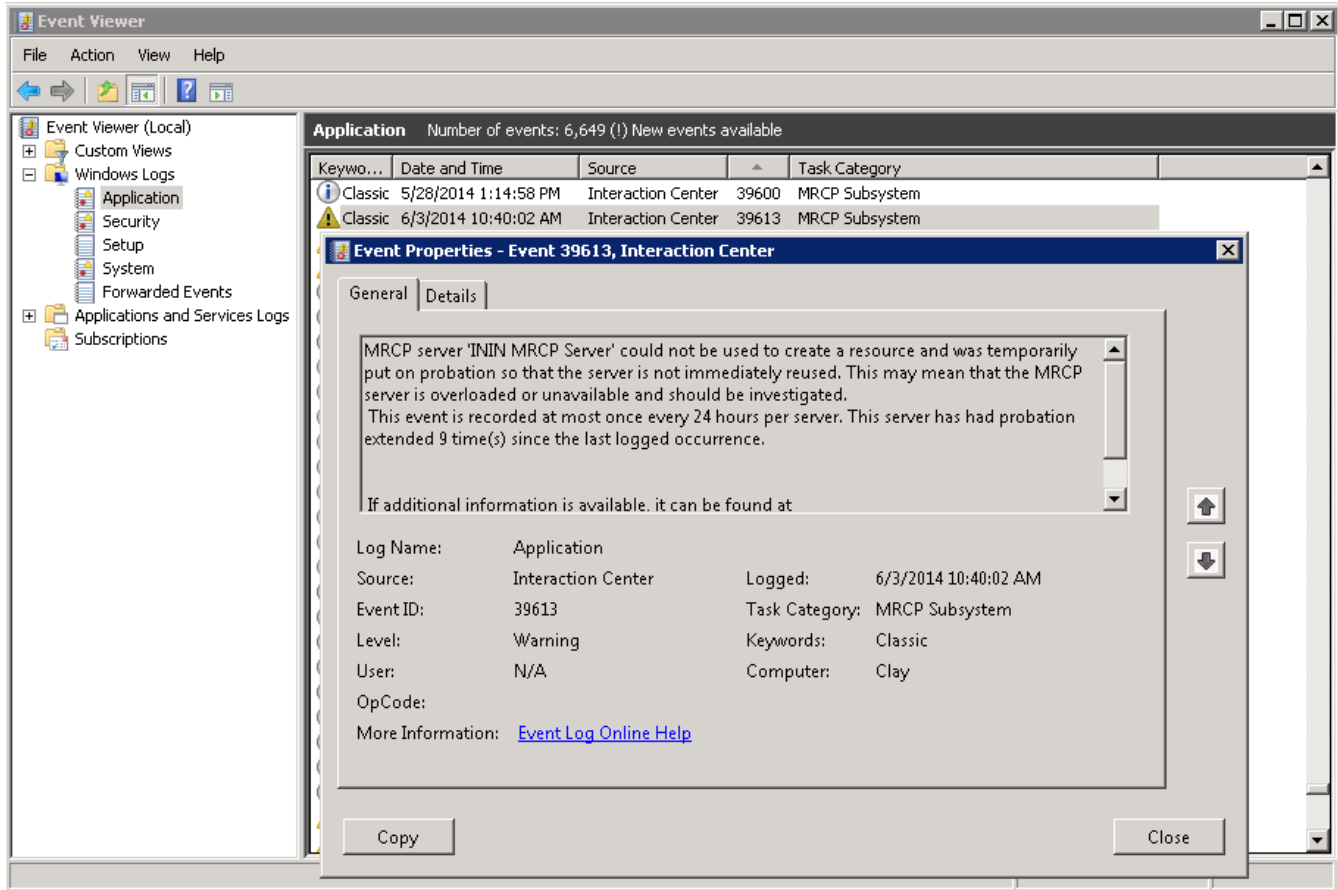 Event Viewer
File Action View Help
Event Viewer (Local)
Custom Views
Windows Logs
Application
Security
Setup
System
Forwarded Events
Applications and Services Logs
Subscriptions
Application Number of events: 6,649 (!) New events available
Keywo... Date and Time Source Task Category
Classic 5/28/2014 1:14:58 PM Interaction Center 39600 MRCP Subsystem
Classic 6/3/2014 10:40:02 AM Interaction Center 39613 MRCP Subsystem
Event Properties - Event 39613, Interaction Center
General Details
MRCP server 'ININ MRCP Server' could not be used to create a resource and was temporarily
put on probation so that the server is not immediately reused. This may mean that the MRCP
server is overloaded or unavailable and should be investigated.
This event is recorded at most once every 24 hours per server. This server has had probation
extended 9 time(s) since the last logged occurrence.
If additional information is available, it can be found at
Log Name: Application
Source: Interaction Center Logged: 6/3/2014 10:40:02 AM
Event ID: 39613 Task Category: MRCP Subsystem
Level: Warning Keywords: Classic
User: N/A Computer: Clay
OpCode:
More Information: Event Log Online Help
Copy Close